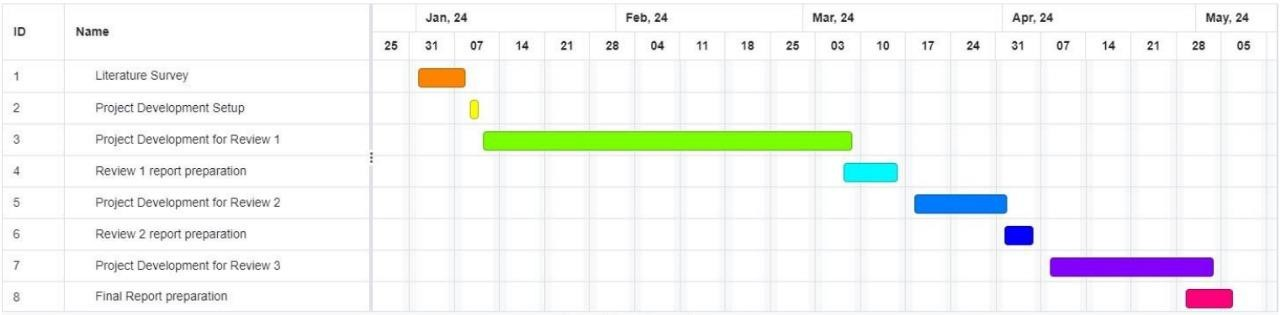 ID Name Jan, 24 Feb, 24 Mar, 24 Apr, 24 May, 24
25 31 07 14 21 28 04 11 18 25 03 10 17 24 31 07 14 21 28 05
1 Literature Survey
2 Project Development Setup
3 Project Development for Review 1
4 Review 1 report preparation
5 Project Development for Review 2
6 Review 2 report preparation
7 Project Development for Review 3
8 Final Report preparation